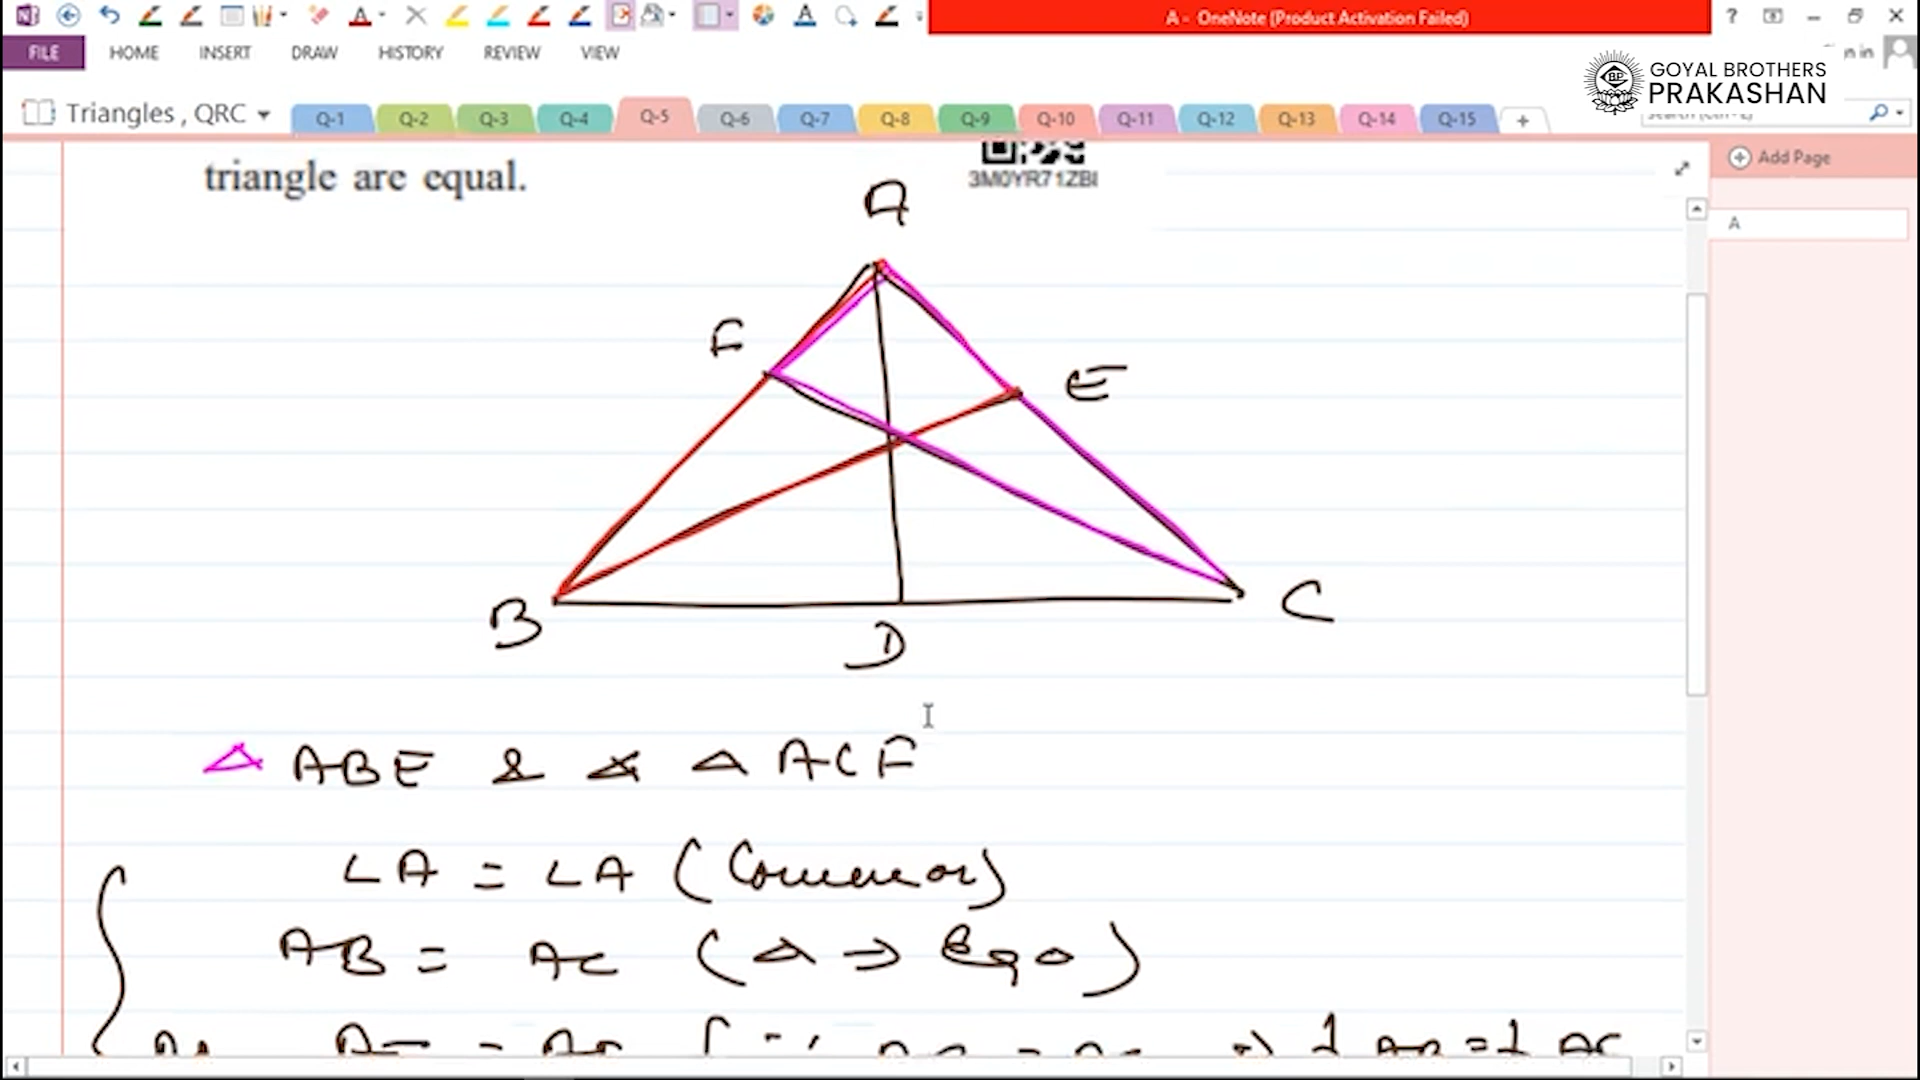 A - OneNote (Product Activation Failed)
FILE HOME INSERT DRAW HISTORY REVIEW VIEW
n in
GOYAL BROTHERS
PRAKASHAN
Triangles , QRC
Q-1 Q-2 Q-3 Q-4 Q-5 Q-6 Q-7 Q-8 Q-9 Q-10 Q-11 Q-12 Q-13 Q-14 Q-15
Add Page
A
triangle are equal.
3M0YR71ZBI
A
F
E
B
D
C
△ ABE & △ ACF
∠A = ∠A (Common)
AB = AC (△ ⇒ Eq△)